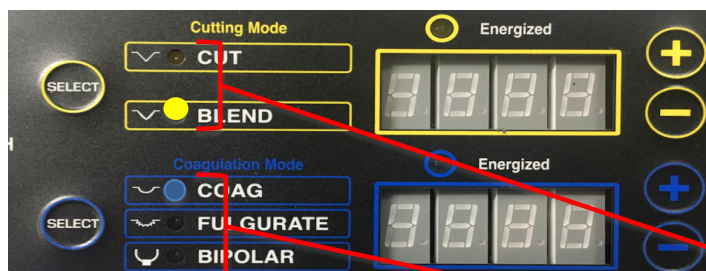 Cutting Mode
Energized
CUT
SELECT
BLEND
Coagulation Mode
Energized
COAG
SELECT
FULGURATE
BIPOLAR